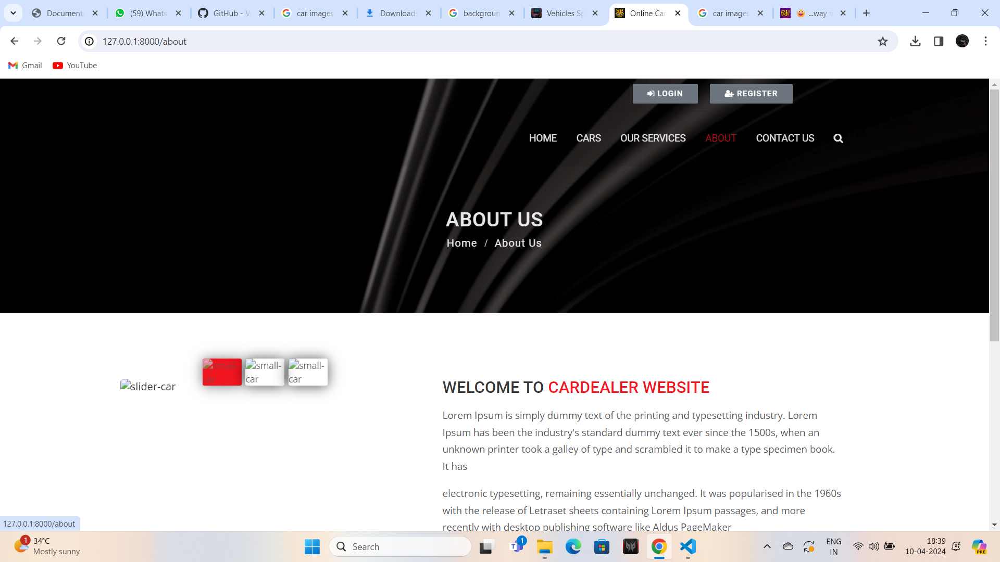 Document
(59) Whats
GitHub - V
car images
Downloads
backgroun
Vehicles Sp
Online Car
car images
...way r
127.0.0.1:8000/about
Gmail
YouTube
LOGIN
REGISTER
HOME
CARS
OUR SERVICES
ABOUT
CONTACT US
ABOUT US
Home / About Us
small-car
small-
car
small-
car
slider-car
WELCOME TO CARDEALER WEBSITE
Lorem Ipsum is simply dummy text of the printing and typesetting industry. Lorem
Ipsum has been the industry's standard dummy text ever since the 1500s, when an
unknown printer took a galley of type and scrambled it to make a type specimen book.
It has
electronic typesetting, remaining essentially unchanged. It was popularised in the 1960s
with the release of Letraset sheets containing Lorem Ipsum passages, and more
recently with desktop publishing software like Aldus PageMaker
127.0.0.1:8000/about
1
34°C
Mostly sunny
Search
1
ENG
IN
18:39
10-04-2024
PRE